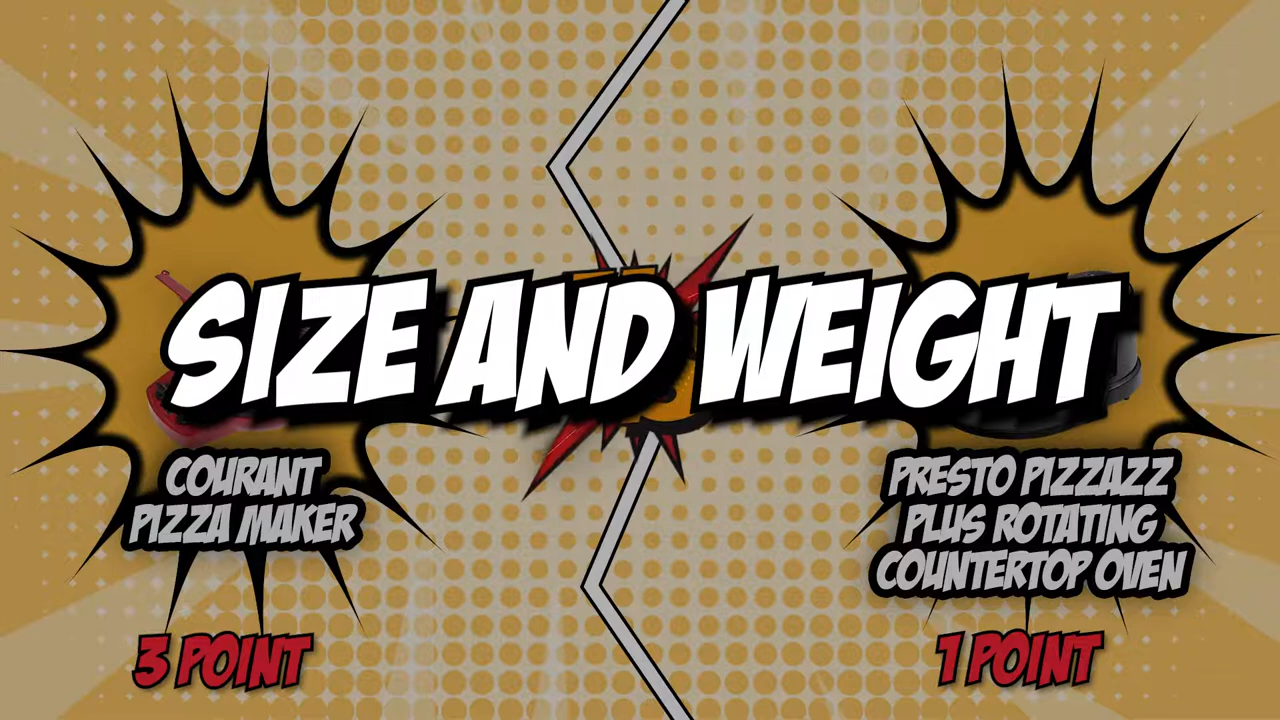 SIZE AND WEIGHT
COURANT
PIZZA MAKER
3 POINT
PRESTO PIZZAZZ
PLUS ROTATING
COUNTERTOP OVEN
1 POINT